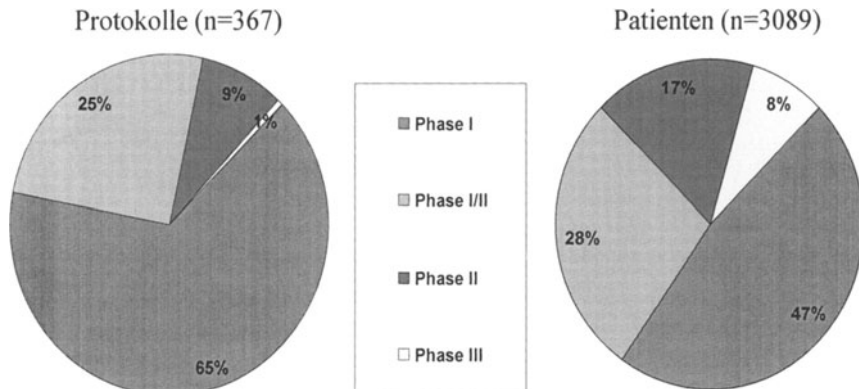 Protokolle (n=367)
25%
9%
1%
65%
Phase I
Phase I/II
Phase II
Phase III
Patienten (n=3089)
17%
8%
28%
47%